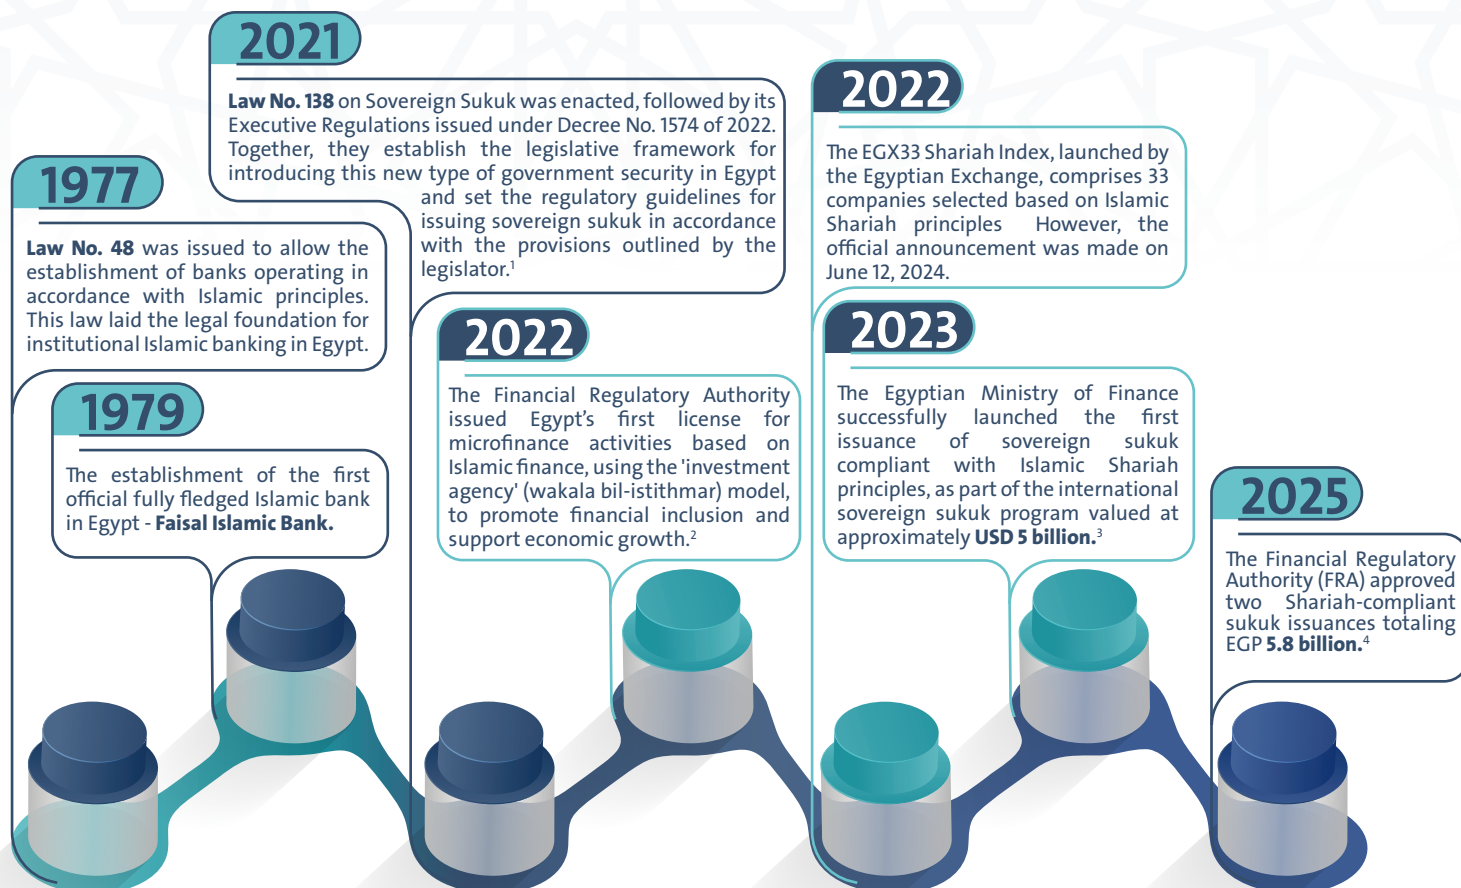 1977
Law No. 48 was issued to allow the
establishment of banks operating in
accordance with Islamic principles.
This law laid the legal foundation for
institutional Islamic banking in Egypt.
1979
The establishment of the first
official fully fledged Islamic bank
in Egypt - Faisal Islamic Bank.
2021
Law No. 138 on Sovereign Sukuk was enacted, followed by its
Executive Regulations issued under Decree No. 1574 of 2022.
Together, they establish the legislative framework for
introducing this new type of government security in Egypt
and set the regulatory guidelines for
issuing sovereign sukuk in accordance
with the provisions outlined by the
legislator.¹
2022
The Financial Regulatory Authority
issued Egypt’s first license for
microfinance activities based on
Islamic finance, using the 'investment
agency' (wakala bil-istithmar) model,
to promote financial inclusion and
support economic growth.²
2022
The EGX33 Shariah Index, launched by
the Egyptian Exchange, comprises 33
companies selected based on Islamic
Shariah principles However, the
official announcement was made on
June 12, 2024.
2023
The Egyptian Ministry of Finance
successfully launched the first
issuance of sovereign sukuk
compliant with Islamic Shariah
principles, as part of the international
sovereign sukuk program valued at
approximately USD 5 billion.³
2025
The Financial Regulatory
Authority (FRA) approved
two Shariah-compliant
sukuk issuances totaling
EGP 5.8 billion.⁴